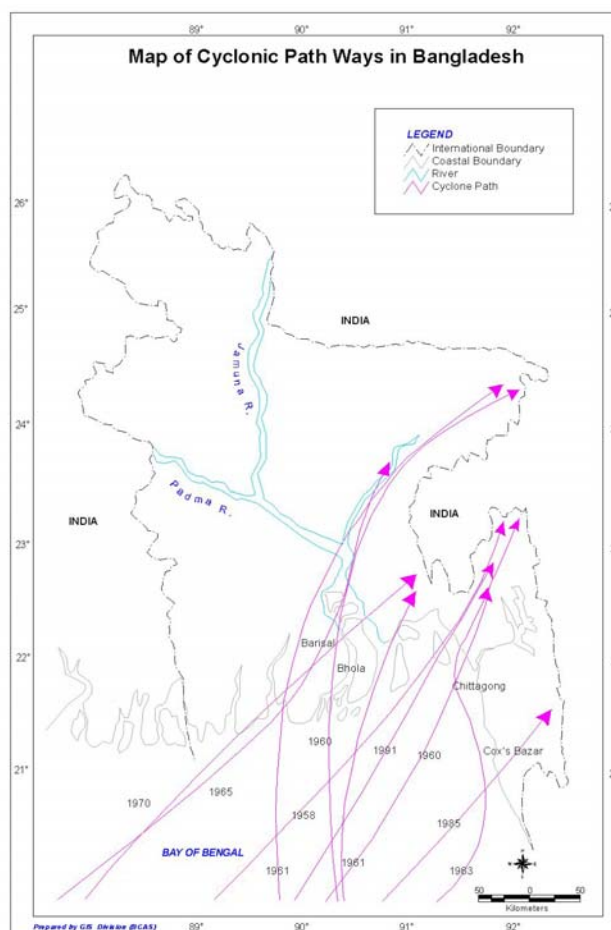 89° 90° 91° 92°
Map of Cyclonic Path Ways in Bangladesh
LEGEND
International Boundary
Coastal Boundary
River
Cyclone Path
26°
25°
INDIA
Jamuna R.
24°
Padma R.
INDIA
INDIA
23°
Barisal
22°
Bhola
Chittagong
1960
1991
1960
Cox's Bazar
21°
1970
1965
1958
1985
BAY OF BENGAL
1981
1961
1983
50 0 50
Kilometers
89° 90° 91° 92°
Prepared by GIS Division (BCAS)